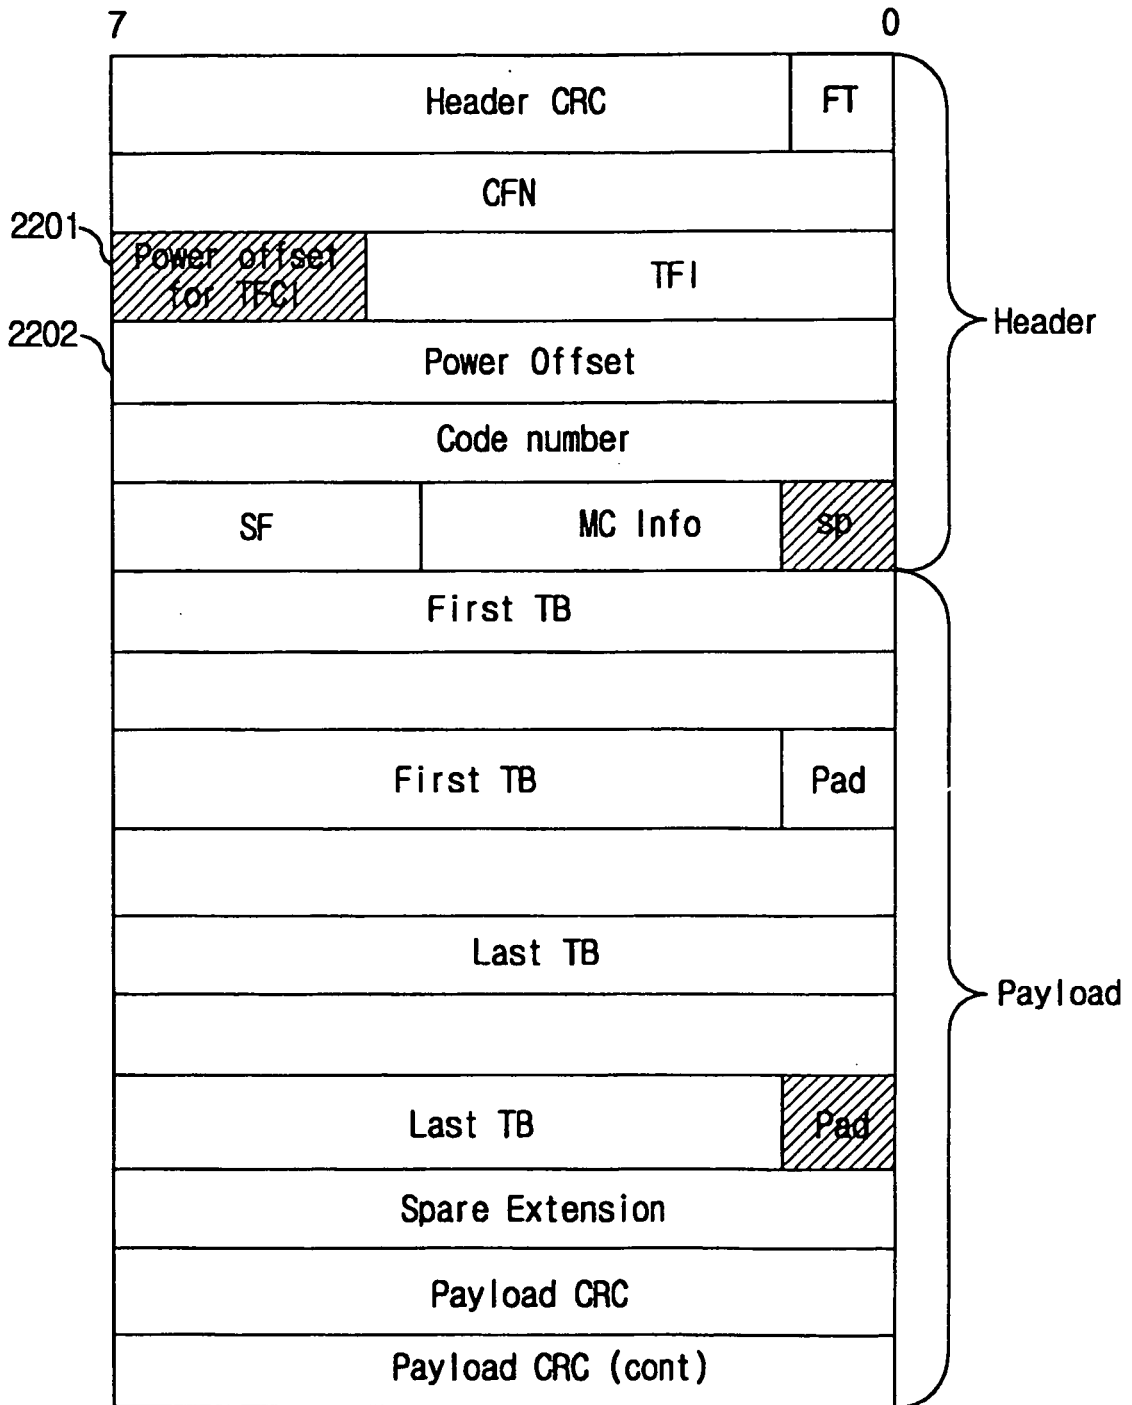 7 0
Header CRC FT
CFN
2201
Power offset
for TFCI
TFI
2202
Power Offset
Header
Code number
SF MC Info sp
First TB
First TB Pad
Last TB
Payload
Last TB Pad
Spare Extension
Payload CRC
Payload CRC (cont)